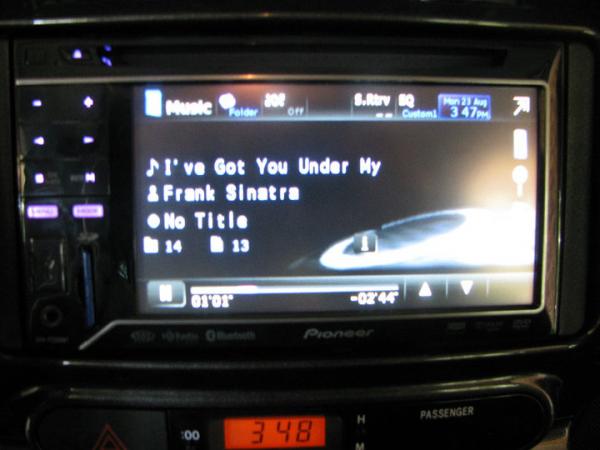 Music Folder Off S.Rtrv EQ Custom1 Mon 23 Aug 3 47PM
I've Got You Under My
Frank Sinatra
No Title
14 13
01'01" -02'44"
Bluetooth Pioneer
PASSENGER
:00 348 H
M